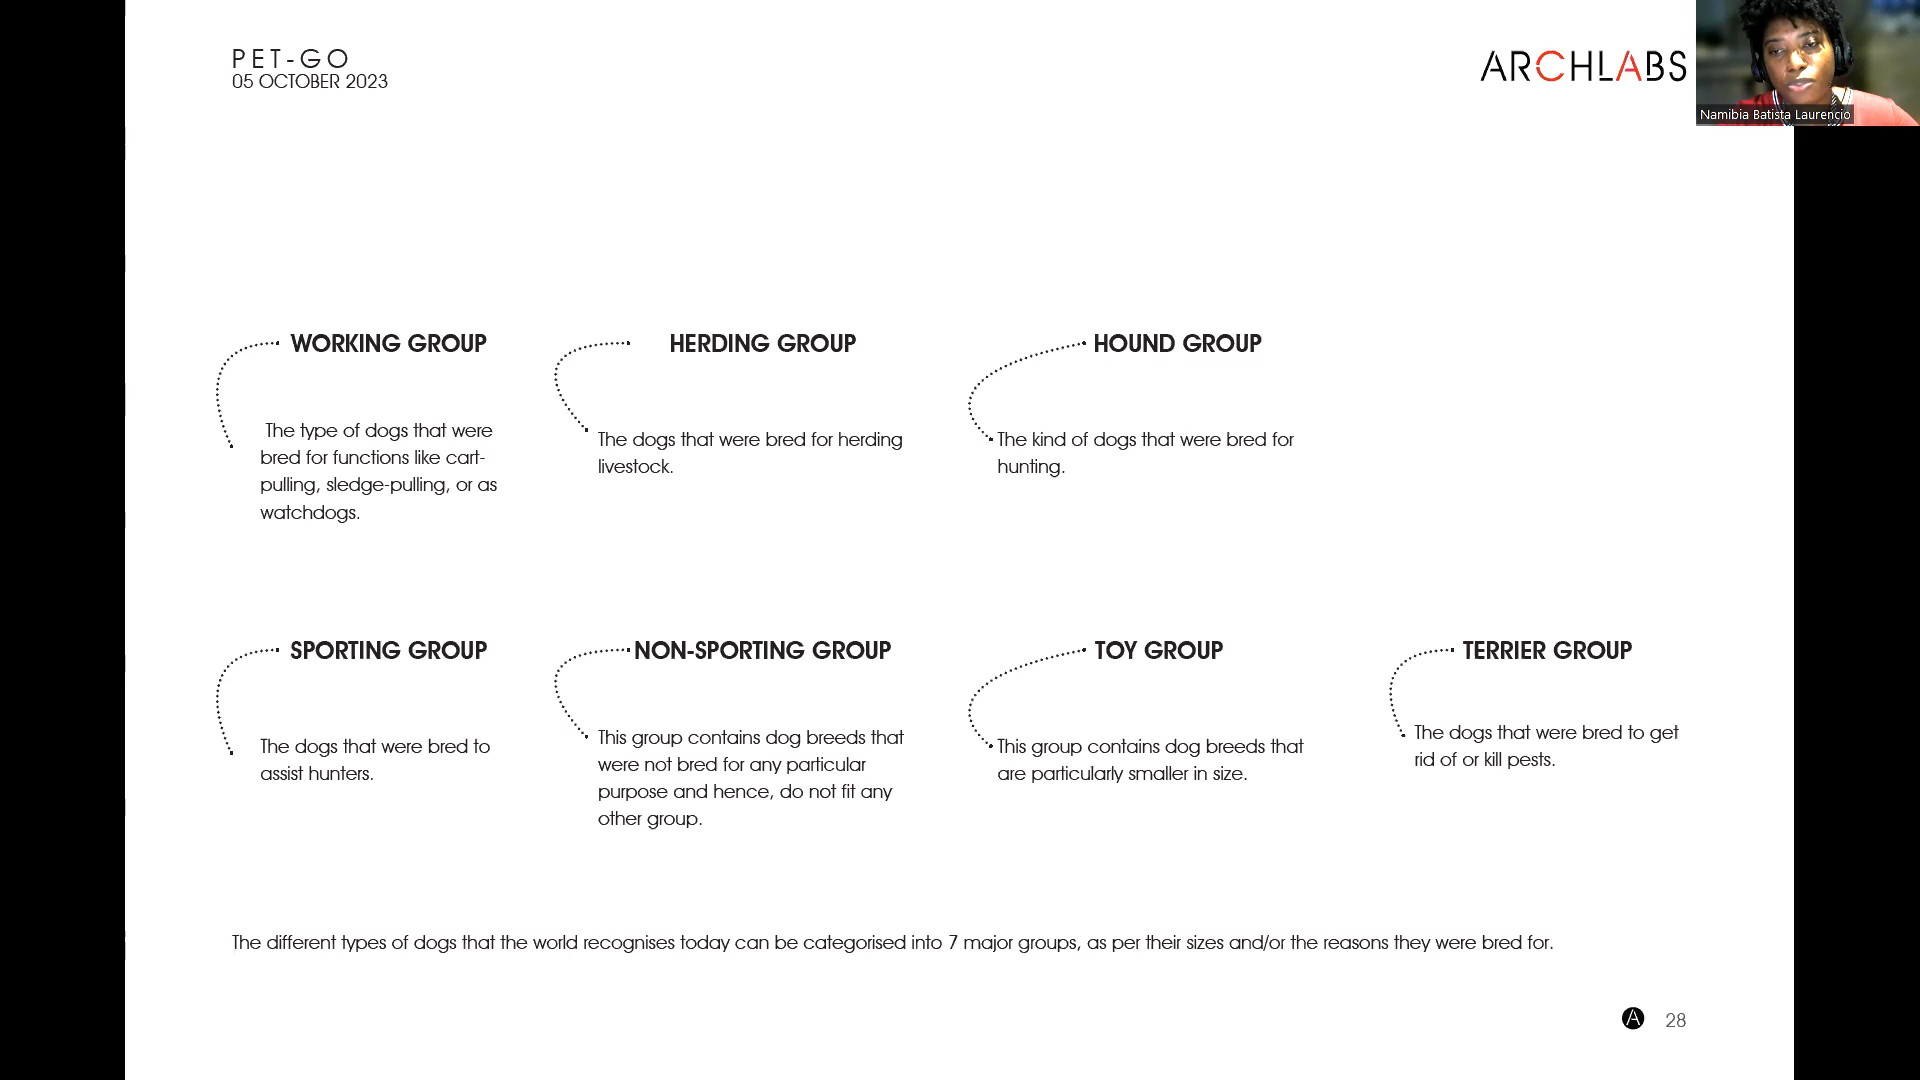 PET-GO
05 OCTOBER 2023
ARCHLABS
Namibia Batista Laurencio
WORKING GROUP
The type of dogs that were
bred for functions like cart-
pulling, sledge-pulling, or as
watchdogs.
HERDING GROUP
The dogs that were bred for herding
livestock.
HOUND GROUP
The kind of dogs that were bred for
hunting.
SPORTING GROUP
The dogs that were bred to
assist hunters.
NON-SPORTING GROUP
This group contains dog breeds that
were not bred for any particular
purpose and hence, do not fit any
other group.
TOY GROUP
This group contains dog breeds that
are particularly smaller in size.
TERRIER GROUP
The dogs that were bred to get
rid of or kill pests.
The different types of dogs that the world recognises today can be categorised into 7 major groups, as per their sizes and/or the reasons they were bred for.
A 28